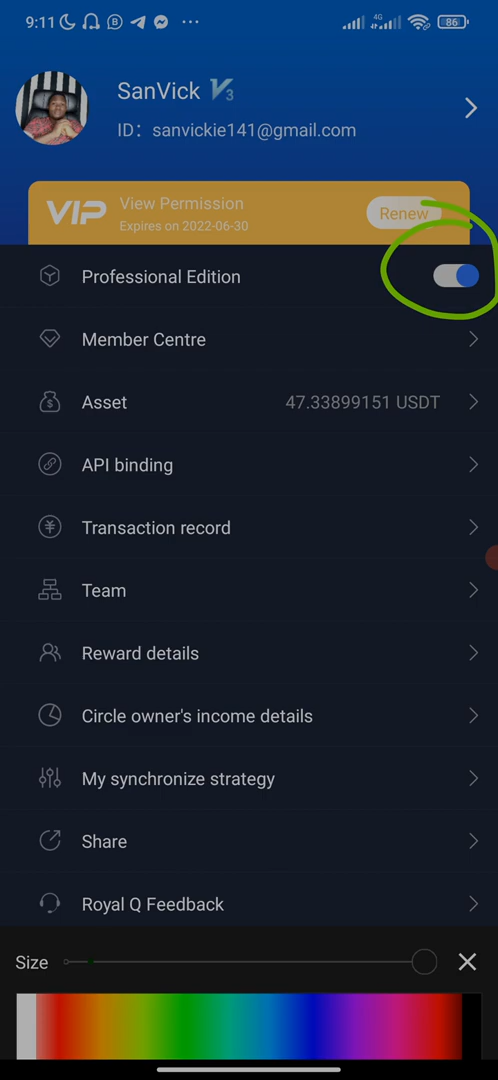 9:11
4G
86
SanVick V3
ID: sanvickie141@gmail.com
VIP View Permission
Expires on 2022-06-30
Renew
Professional Edition
Member Centre
Asset 47.33899151 USDT
API binding
Transaction record
Team
Reward details
Circle owner's income details
My synchronize strategy
Share
Royal Q Feedback
Size